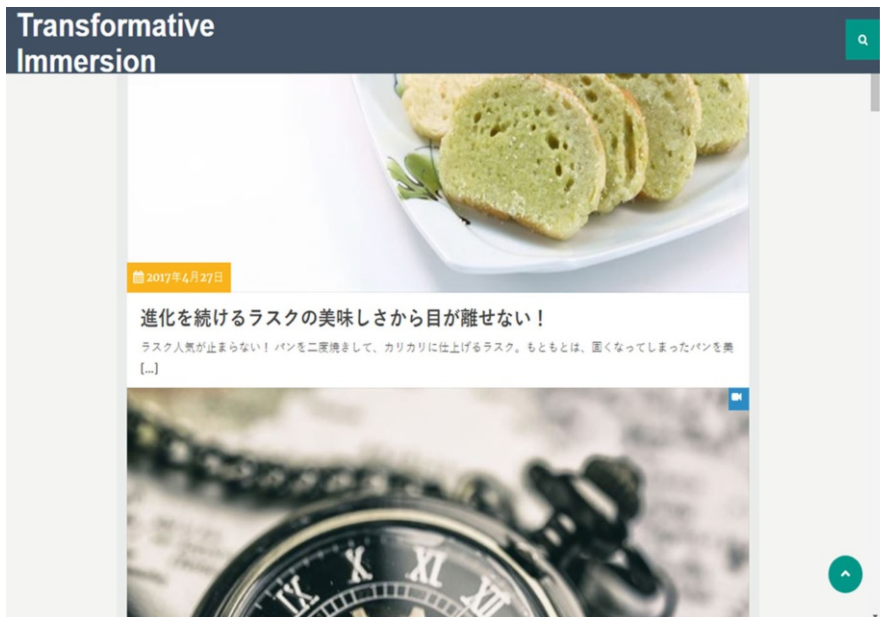 Transformative
Immersion
2017年4月27日
進化を続けるラスクの美味しさから目が離せない！
ラスク人気が止まらない！ パンを二度焼きして、カリカリに仕上げるラスク。もともとは、固くなってしまったパンを美
[...]
IX X XI XII